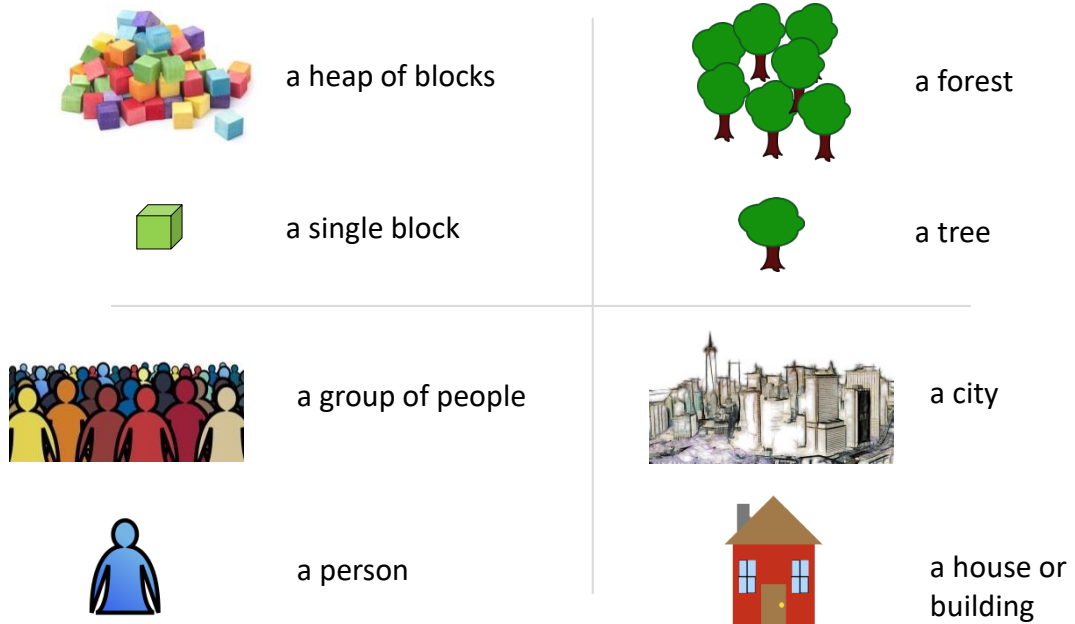 a heap of blocks
a forest
a single block
a tree
a group of people
a city
a person
a house or
building